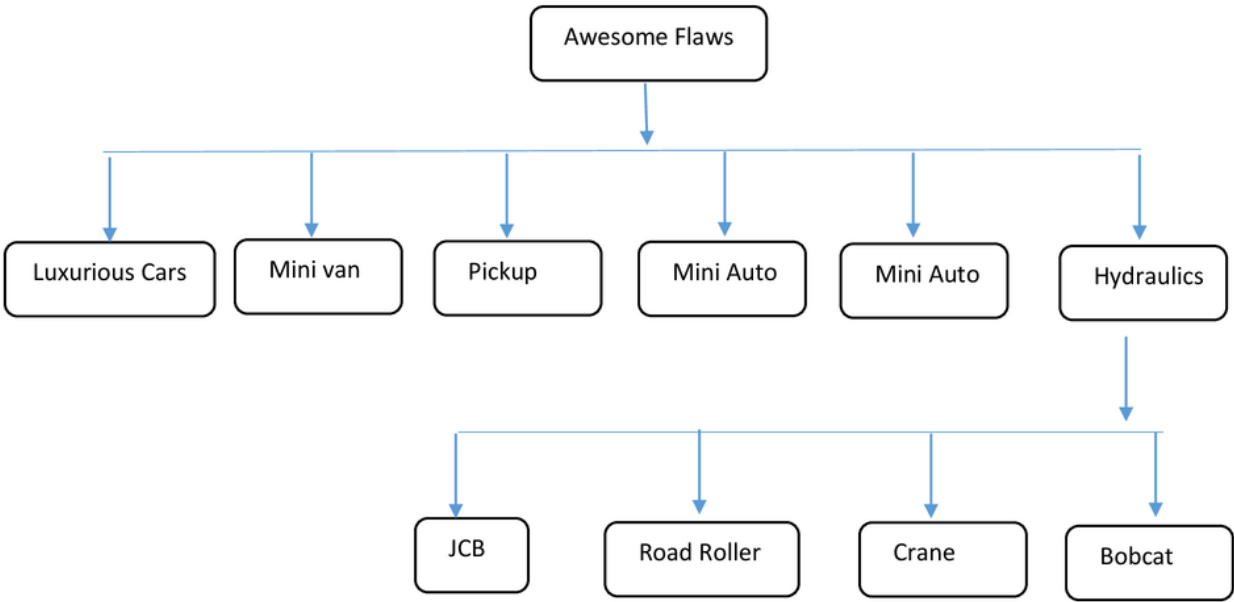 Awesome Flaws
Luxurious Cars
Mini van
Pickup
Mini Auto
Mini Auto
Hydraulics
JCB
Road Roller
Crane
Bobcat